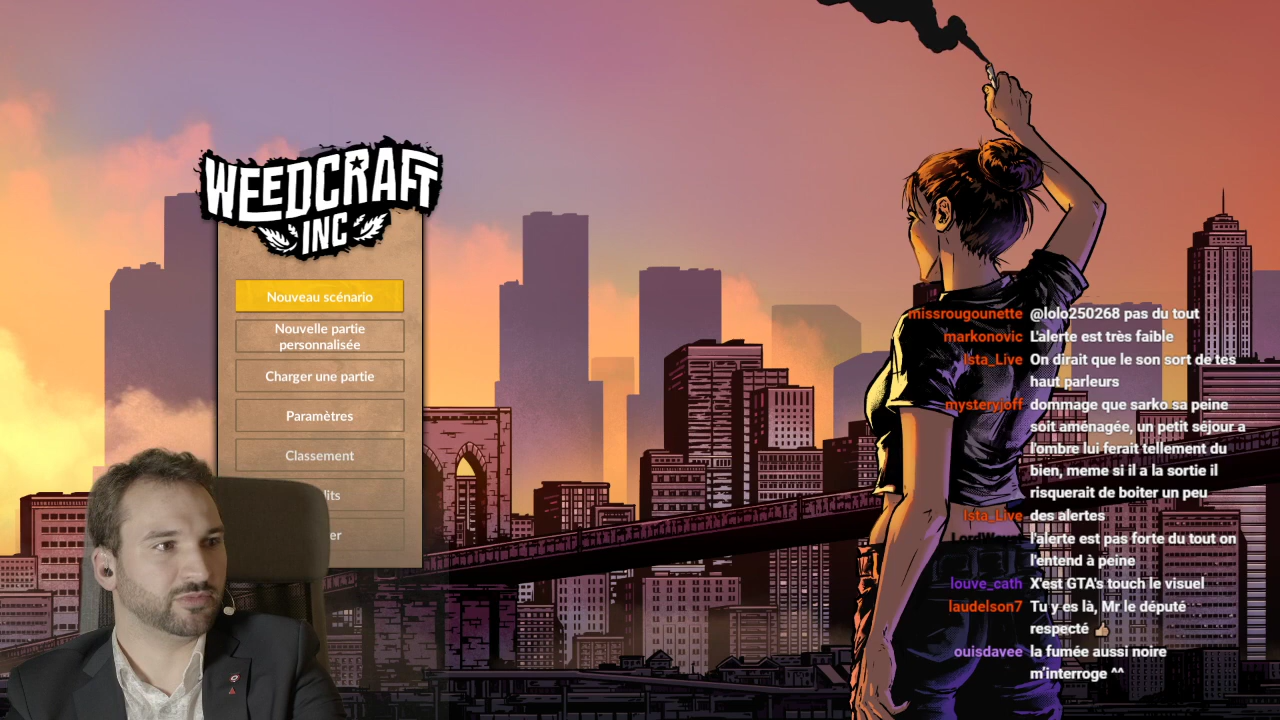 WEEDCRAFT
INC
Nouveau scénario
Nouvelle partie
personnalisée
Charger une partie
Paramètres
Classement
missrougounette @lolo250268 pas du tout
markonovic L'alerte est très faible
Ista_Live On dirait que le son sort de tes
haut parleurs
mysteryjoff dommage que sarko sa peine
soit aménagée, un petit séjour a
l'ombre lui ferait tellement du
bien, meme si il a la sortie il
risquerait de boiter un peu
Ista_Live des alertes
l'alerte est pas forte du tout on
l'entend à peine
louve_cath X'est GTA's touch le visuel
laudelson7 Tu y es là, Mr le député
respecté 👍🏼
ouisdavee la fumée aussi noire
m'interroge ^^